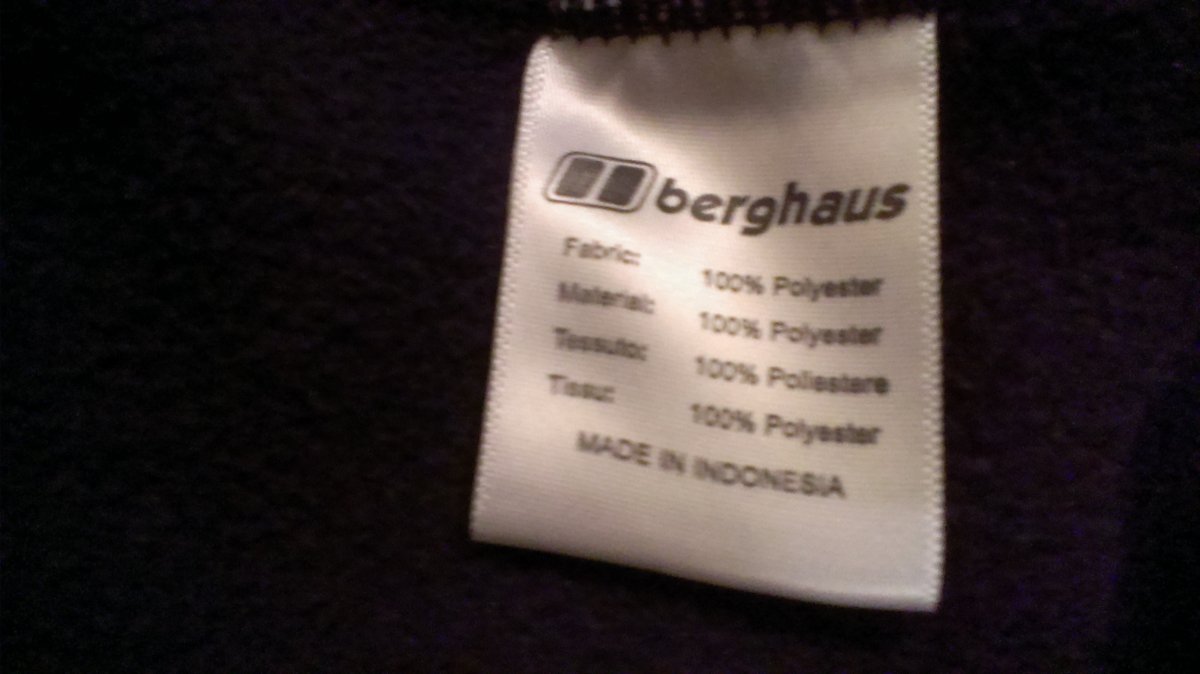 berghaus
Fabric: 100% Polyester
Material: 100% Polyester
Tessuto: 100% Poliestere
Tissu: 100% Polyester
MADE IN INDONESIA